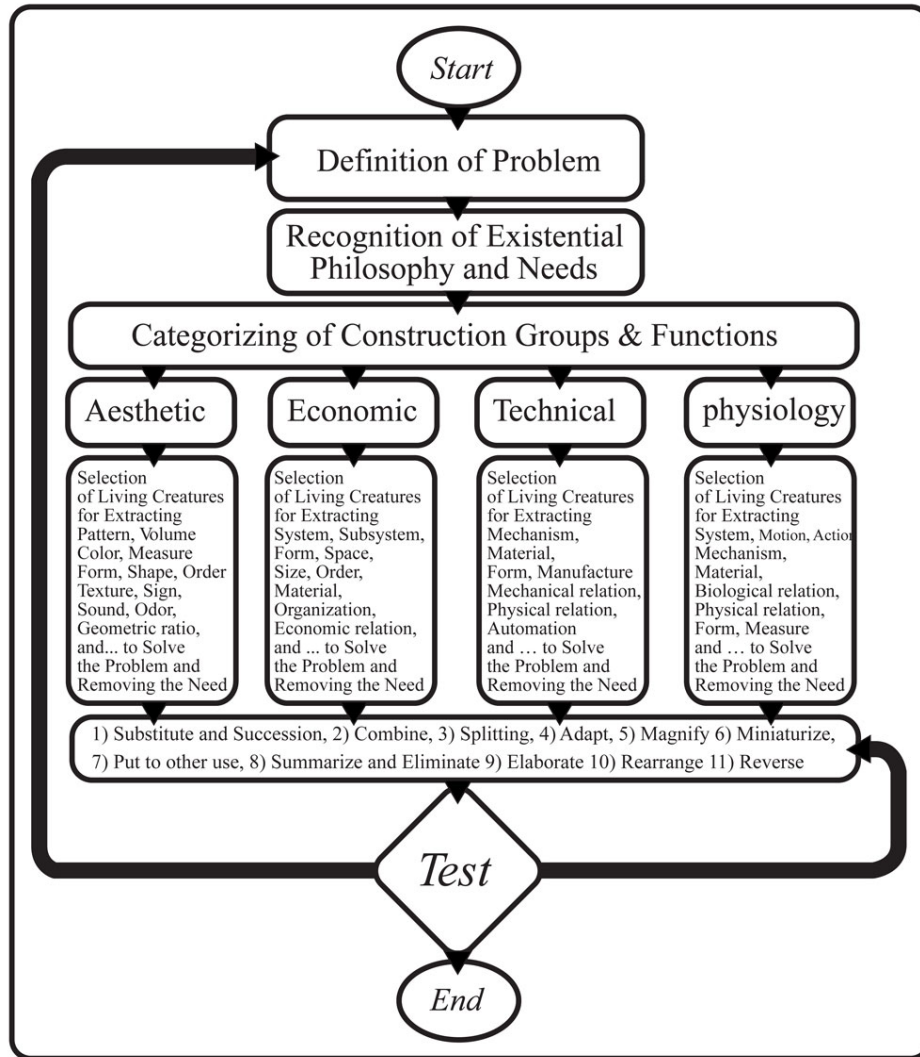 Start
Definition of Problem
Recognition of Existential
Philosophy and Needs
Categorizing of Construction Groups & Functions
Aesthetic
Economic
Technical
physiology
Selection
of Living Creatures
for Extracting
Pattern, Volume
Color, Measure
Form, Shape, Order
Texture, Sign,
Sound, Odor,
Geometric ratio,
and... to Solve
the Problem and
Removing the Need
Selection
of Living Creatures
for Extracting
System, Subsystem,
Form, Space,
Size, Order,
Material,
Organization,
Economic relation,
and ... to Solve
the Problem and
Removing the Need
Selection
of Living Creatures
for Extracting
Mechanism,
Material,
Form, Manufacture
Mechanical relation,
Physical relation,
Automation
and … to Solve
the Problem and
Removing the Need
Selection
of Living Creatures
for Extracting
System, Motion, Action
Mechanism,
Material,
Biological relation,
Physical relation,
Form, Measure
and … to Solve
the Problem and
Removing the Need
1) Substitute and Succession, 2) Combine, 3) Splitting, 4) Adapt, 5) Magnify 6) Miniaturize,
7) Put to other use, 8) Summarize and Eliminate 9) Elaborate 10) Rearrange 11) Reverse
Test
End